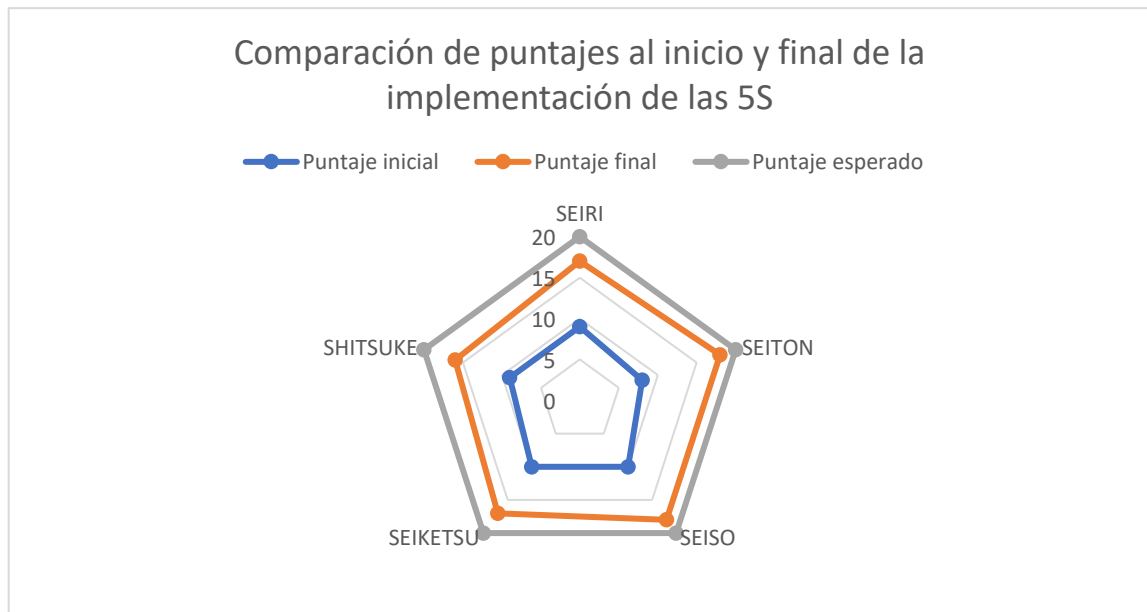 Comparación de puntajes al inicio y final de la
implementación de las 5S
Puntaje inicial Puntaje final Puntaje esperado
SEIRI
20
15
10
5
0
SEITON
SEISO
SEIKETSU
SHITSUKE